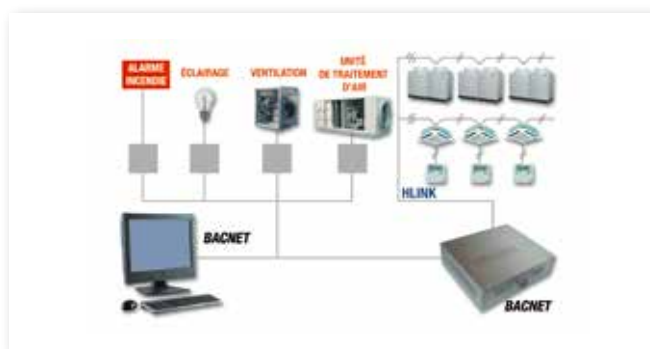 ALARME
INCENDIE
ÉCLAIRAGE
VENTILATION
UNITÉ
DE TRAITEMENT
D'AIR
HLINK
BACNET
BACNET